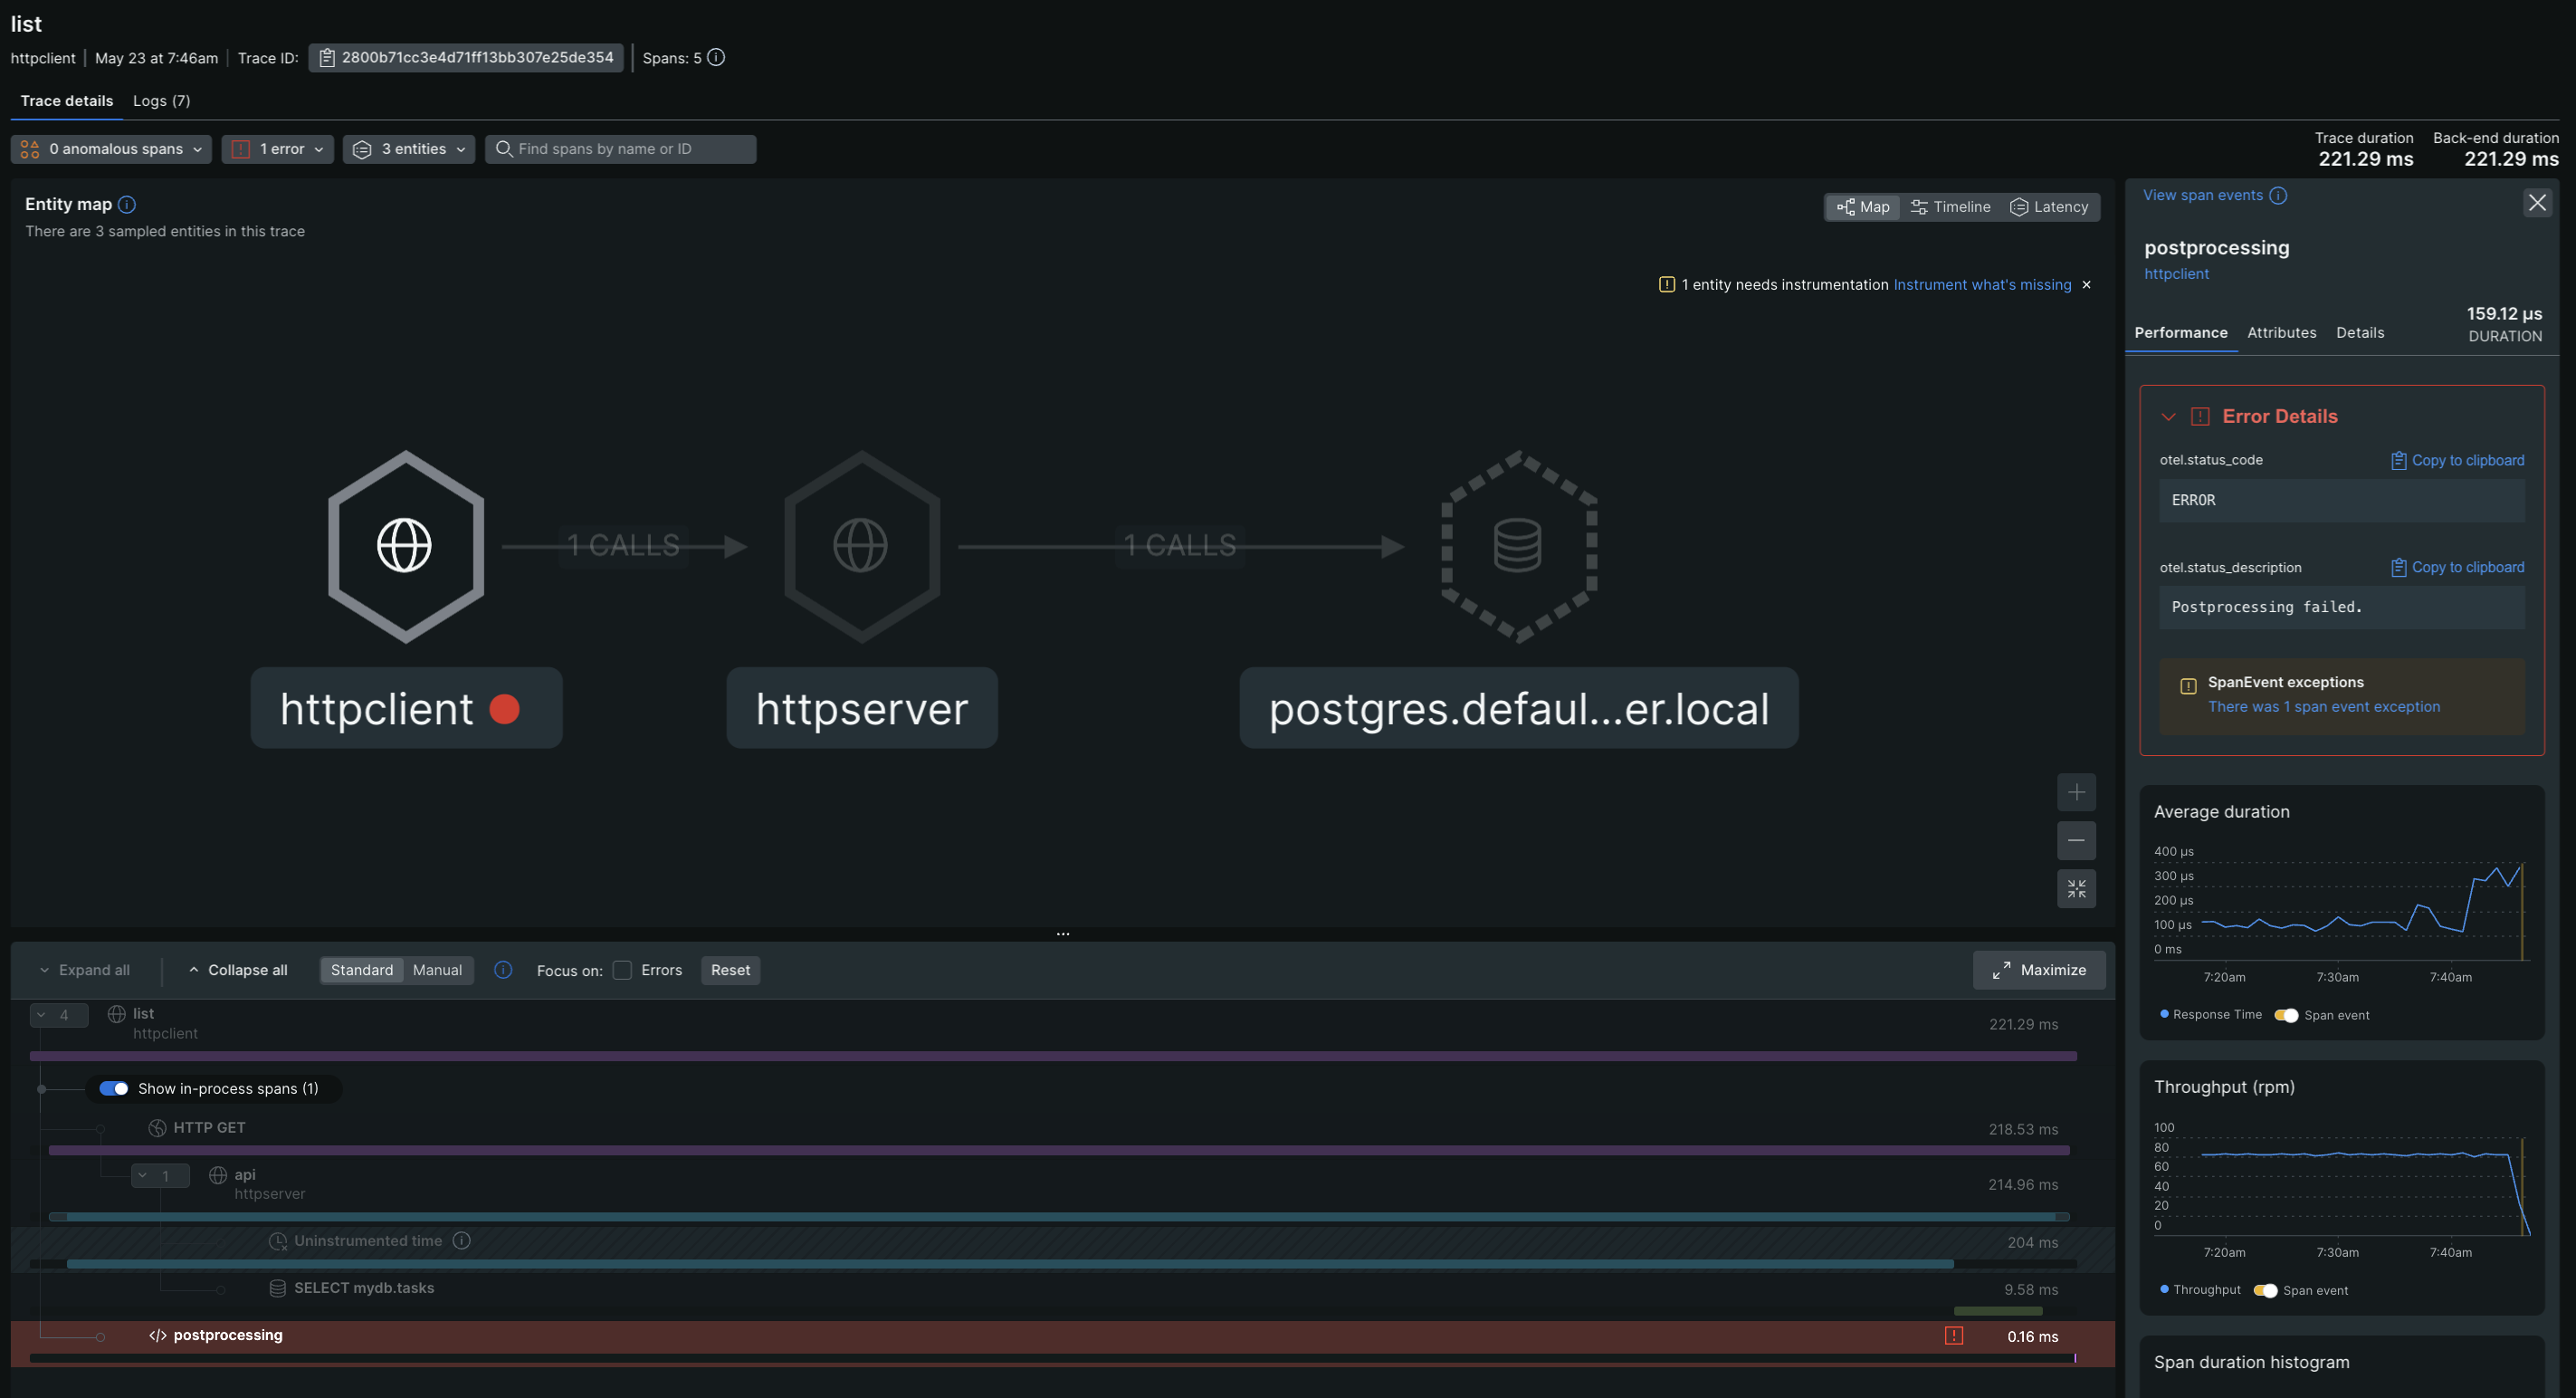 list
httpclient | May 23 at 7:46am | Trace ID: 2800b71cc3e4d71ff13bb307e25de354 | Spans: 5
Trace details Logs (7)
0 anomalous spans 1 error 3 entities Find spans by name or ID
Trace duration
221.29 ms
Back-end duration
221.29 ms
Entity map
There are 3 sampled entities in this trace
Map Timeline Latency
1 entity needs instrumentation Instrument what's missing ×
1 CALLS
1 CALLS
httpclient
httpserver
postgres.defaul...er.local
Expand all Collapse all Standard Manual Focus on: Errors Reset Maximize
4 list
httpclient
221.29 ms
Show in-process spans (1)
HTTP GET 218.53 ms
1 api
httpserver
214.96 ms
Uninstrumented time 204 ms
SELECT mydb.tasks 9.58 ms
postprocessing 0.16 ms
View span events
postprocessing
httpclient
159.12 µs
DURATION
Performance Attributes Details
Error Details
otel.status_code Copy to clipboard
ERROR
otel.status_description Copy to clipboard
Postprocessing failed.
SpanEvent exceptions
There was 1 span event exception
Average duration
400 µs
300 µs
200 µs
100 µs
0 ms
7:20am 7:30am 7:40am
Response Time Span event
Throughput (rpm)
100
80
60
40
20
0
7:20am 7:30am 7:40am
Throughput Span event
Span duration histogram